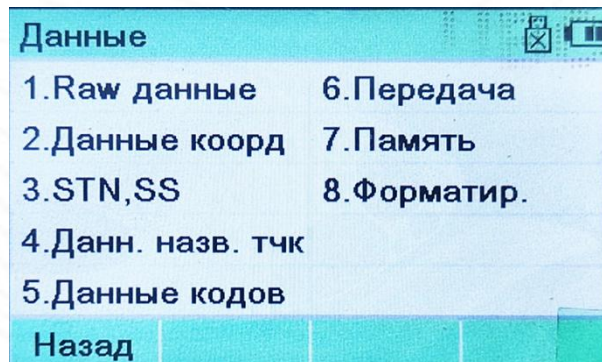 Данные
1.Raw данные
2.Данные коорд
3.STN,SS
4.Данн. назв. тчк
5.Данные кодов
6.Передача
7.Память
8.Форматир.
Назад